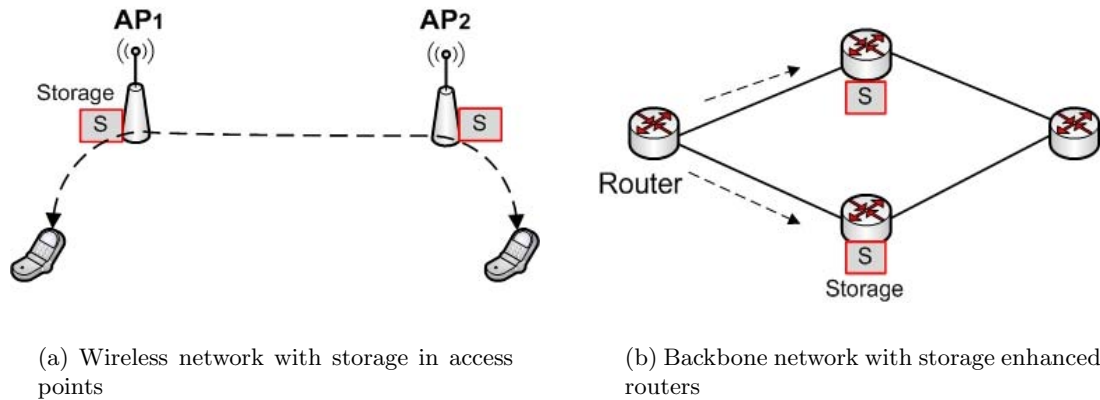 AP1
AP2
Storage
S
S
(a) Wireless network with storage in access
points
S
Router
S
Storage
(b) Backbone network with storage enhanced
routers